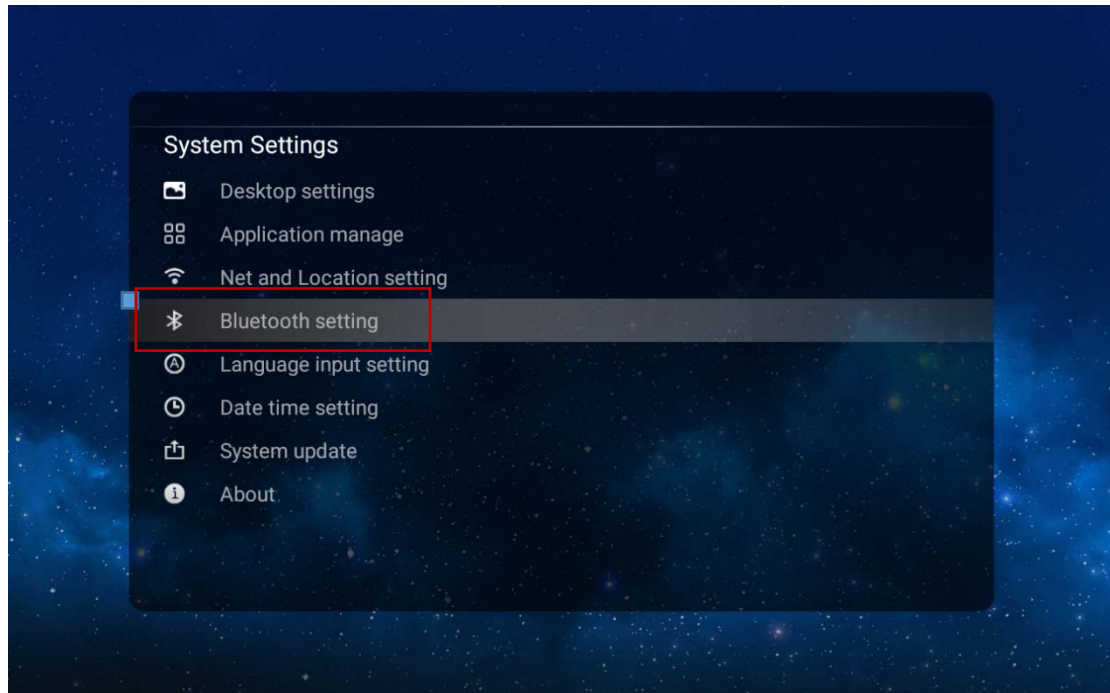 System Settings
Desktop settings
Application manage
Net and Location setting
Bluetooth setting
Language input setting
Date time setting
System update
About